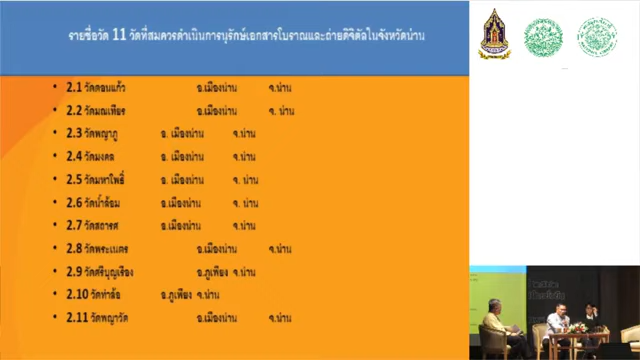 รายชื่อวัด 11 วัดที่สมควรดำเนินการนุรักษ์เอกสารโบราณและถ่ายดิจิตัลในจังหวัดน่าน
• 2.1 วัดดอนแก้ว อ.เมืองน่าน จ.น่าน
• 2.2 วัดมณเฑียร อ.เมืองน่าน จ. น่าน
• 2.3 วัดพญาภู อ. เมืองน่าน จ.น่าน
• 2.4 วัดมงคล อ. เมืองน่าน จ.น่าน
• 2.5 วัดมหาโพธิ์ อ. เมืองน่าน จ. น่าน
• 2.6 วัดน้ำล้อม อ.เมืองน่าน จ. น่าน
• 2.7 วัดสถารศ อ.เมืองน่าน จ. น่าน
• 2.8 วัดพระเนตร อ.เมืองน่าน จ.น่าน
• 2.9 วัดศรีบุญเรือง อ.ภูเพียง จ.น่าน
• 2.10 วัดท่าล้อ อ.ภูเพียง จ.น่าน
• 2.11 วัดพญาวัด อ.เมืองน่าน จ.น่าน